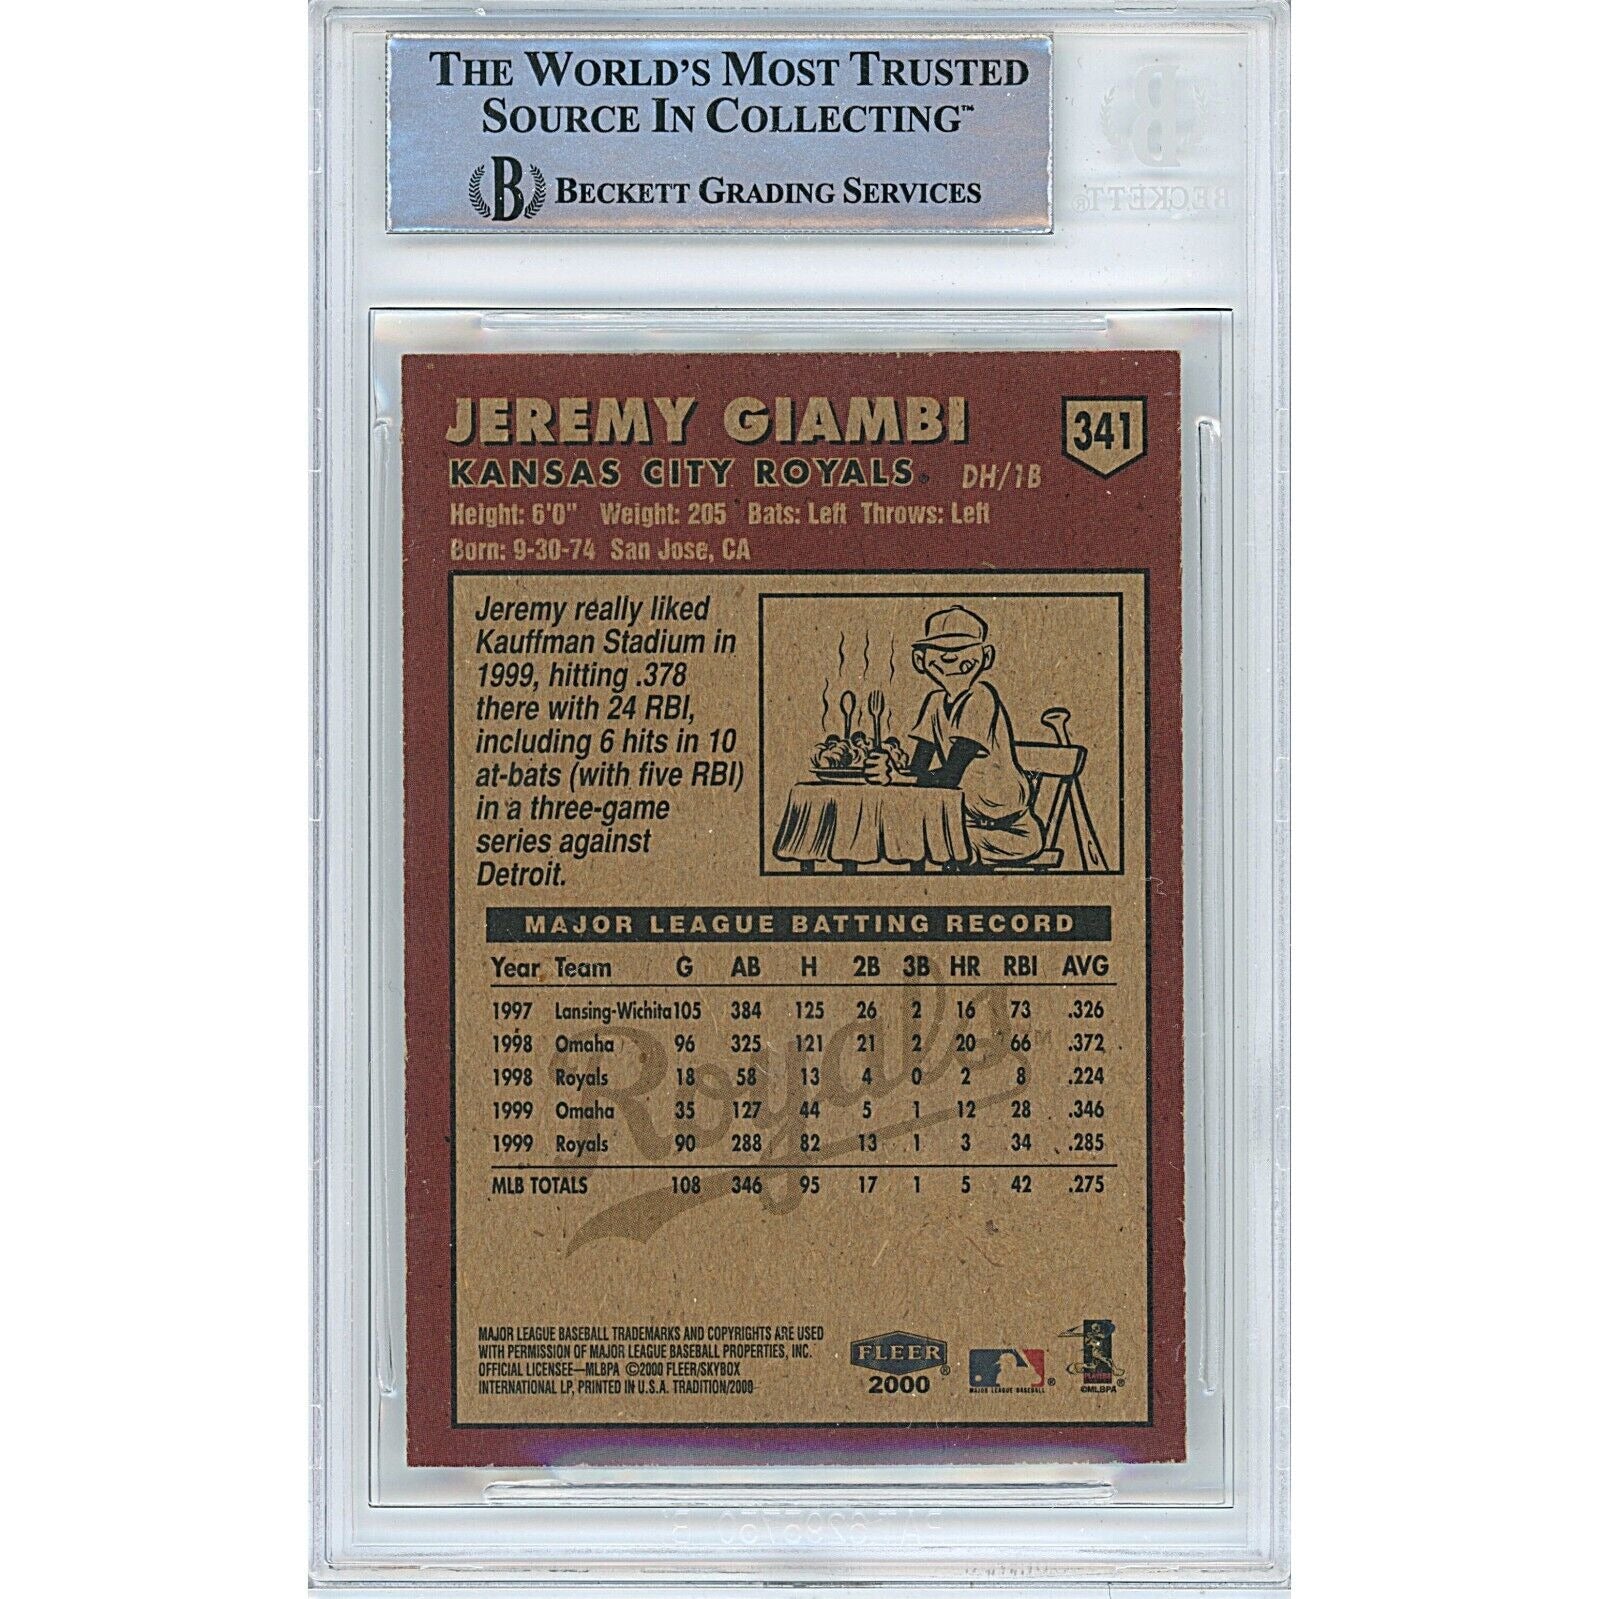 THE WORLD'S MOST TRUSTED
SOURCE IN COLLECTING™
B BECKETT GRADING SERVICES
BECKETT®
JEREMY GIAMBI
341
KANSAS CITY ROYALS® DH/1B
Height: 6'0" Weight: 205 Bats: Left Throws: Left
Born: 9-30-74 San Jose, CA
Jeremy really liked
Kauffman Stadium in
1999, hitting .378
there with 24 RBI,
including 6 hits in 10
at-bats (with five RBI)
in a three-game
series against
Detroit.
MAJOR LEAGUE BATTING RECORD
Year Team G AB H 2B 3B HR RBI AVG
1997 Lansing-Wichita 105 384 125 26 2 16 73 .326
1998 Omaha 96 325 121 21 2 20 66 .372
1998 Royals 18 58 13 4 0 2 8 .224
1999 Omaha 35 127 44 5 1 12 28 .346
1999 Royals 90 288 82 13 1 3 34 .285
MLB TOTALS 108 346 95 17 1 5 42 .275
Royals™
MAJOR LEAGUE BASEBALL TRADEMARKS AND COPYRIGHTS ARE USED
WITH PERMISSION OF MAJOR LEAGUE BASEBALL PROPERTIES, INC.
OFFICIAL LICENSEE—MLBPA ©2000 FLEER/SKYBOX
INTERNATIONAL LP, PRINTED IN U.S.A. TRADITION/2000
FLEER®
2000
MAJOR LEAGUE BASEBALL®
PLAYERS
©MLBPA®